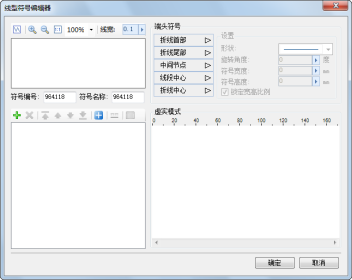 线型符号编辑器
100% 线宽: 0.1
符号编号: 964118 符号名称: 964118
端头符号
折线首部
折线尾部
中间节点
线段中心
折线中心
设置
形状:
旋转角度: 0 度
符号宽度: 0 mm
符号高度: 0 mm
锁定宽高比例
虚实模式
0 20 40 60 80 100 120 140 160
确定 取消